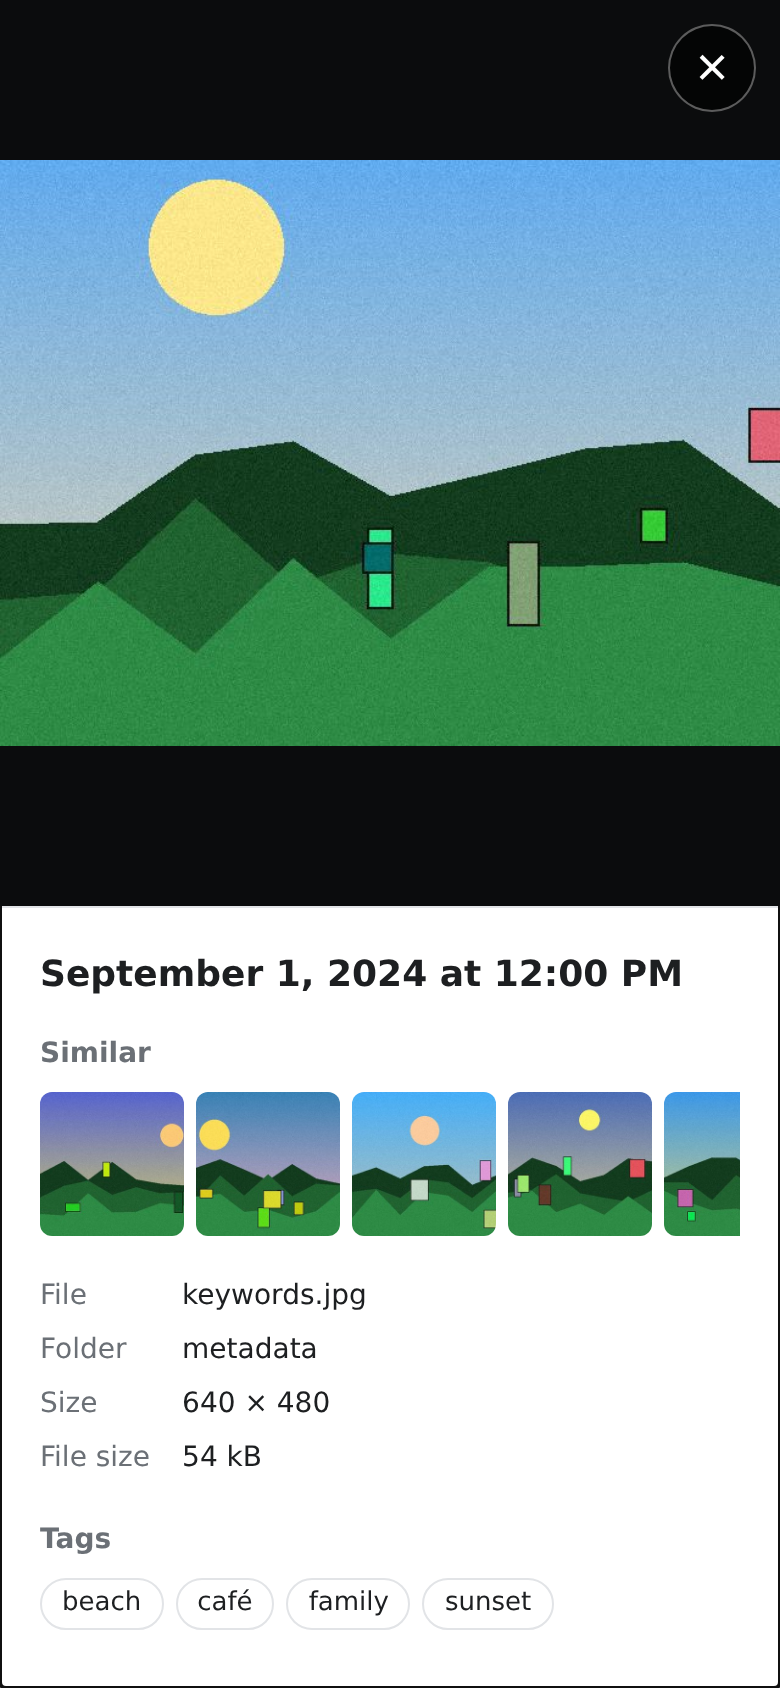 September 1, 2024 at 12:00 PM
Similar
File keywords.jpg
Folder metadata
Size 640 × 480
File size 54 kB
Tags
beach café family sunset